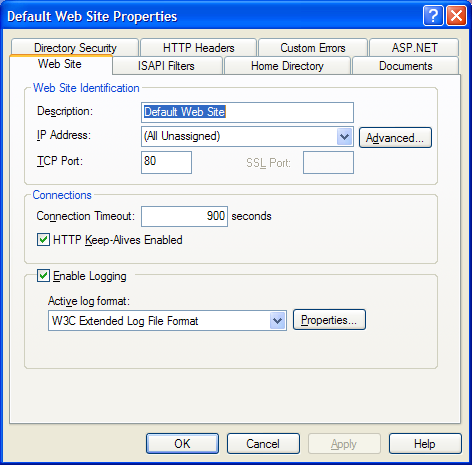 Default Web Site Properties
Directory Security HTTP Headers Custom Errors ASP.NET
Web Site ISAPI Filters Home Directory Documents
Web Site Identification
Description: Default Web Site
IP Address: (All Unassigned) Advanced...
TCP Port: 80 SSL Port:
Connections
Connection Timeout: 900 seconds
HTTP Keep-Alives Enabled
Enable Logging
Active log format:
W3C Extended Log File Format Properties...
OK Cancel Apply Help